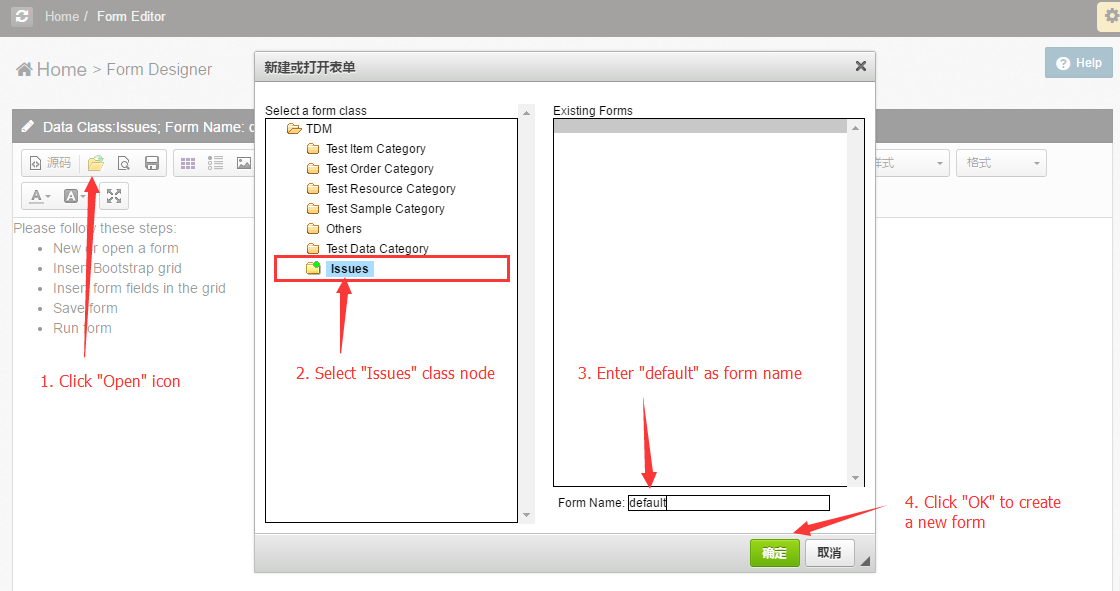 Home / Form Editor
Home > Form Designer
Help
Data Class:Issues; Form Name: d
源码
样式
格式
A
A
Please follow these steps:
New or open a form
Insert Bootstrap grid
Insert form fields in the grid
Save form
Run form
1. Click "Open" icon
新建或打开表单
Select a form class
TDM
Test Item Category
Test Order Category
Test Resource Category
Test Sample Category
Others
Test Data Category
Issues
2. Select "Issues" class node
Existing Forms
3. Enter "default" as form name
Form Name: default
4. Click "OK" to create
a new form
确定
取消